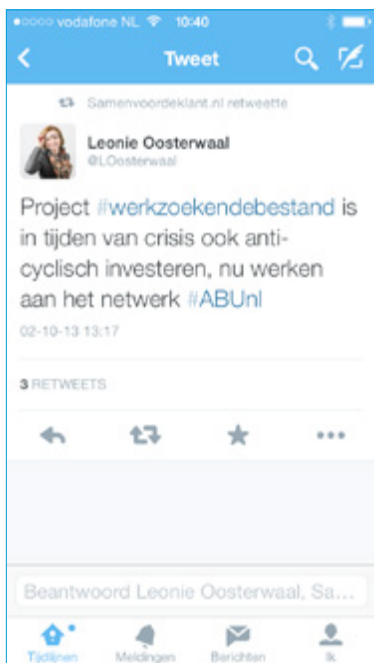 vodafone NL 10:40
Tweet
Samenvoordeklant.nl retweette
Leonie Oosterwaal
@LOosterwaal
Project #werkzoekendebestand is
in tijden van crisis ook anti-
cyclisch investeren, nu werken
aan het netwerk #ABUnl
02-10-13 13:17
3 RETWEETS
Beantwoord Leonie Oosterwaal, Sa...
Tijdlijnen Meldingen Berichten Ik